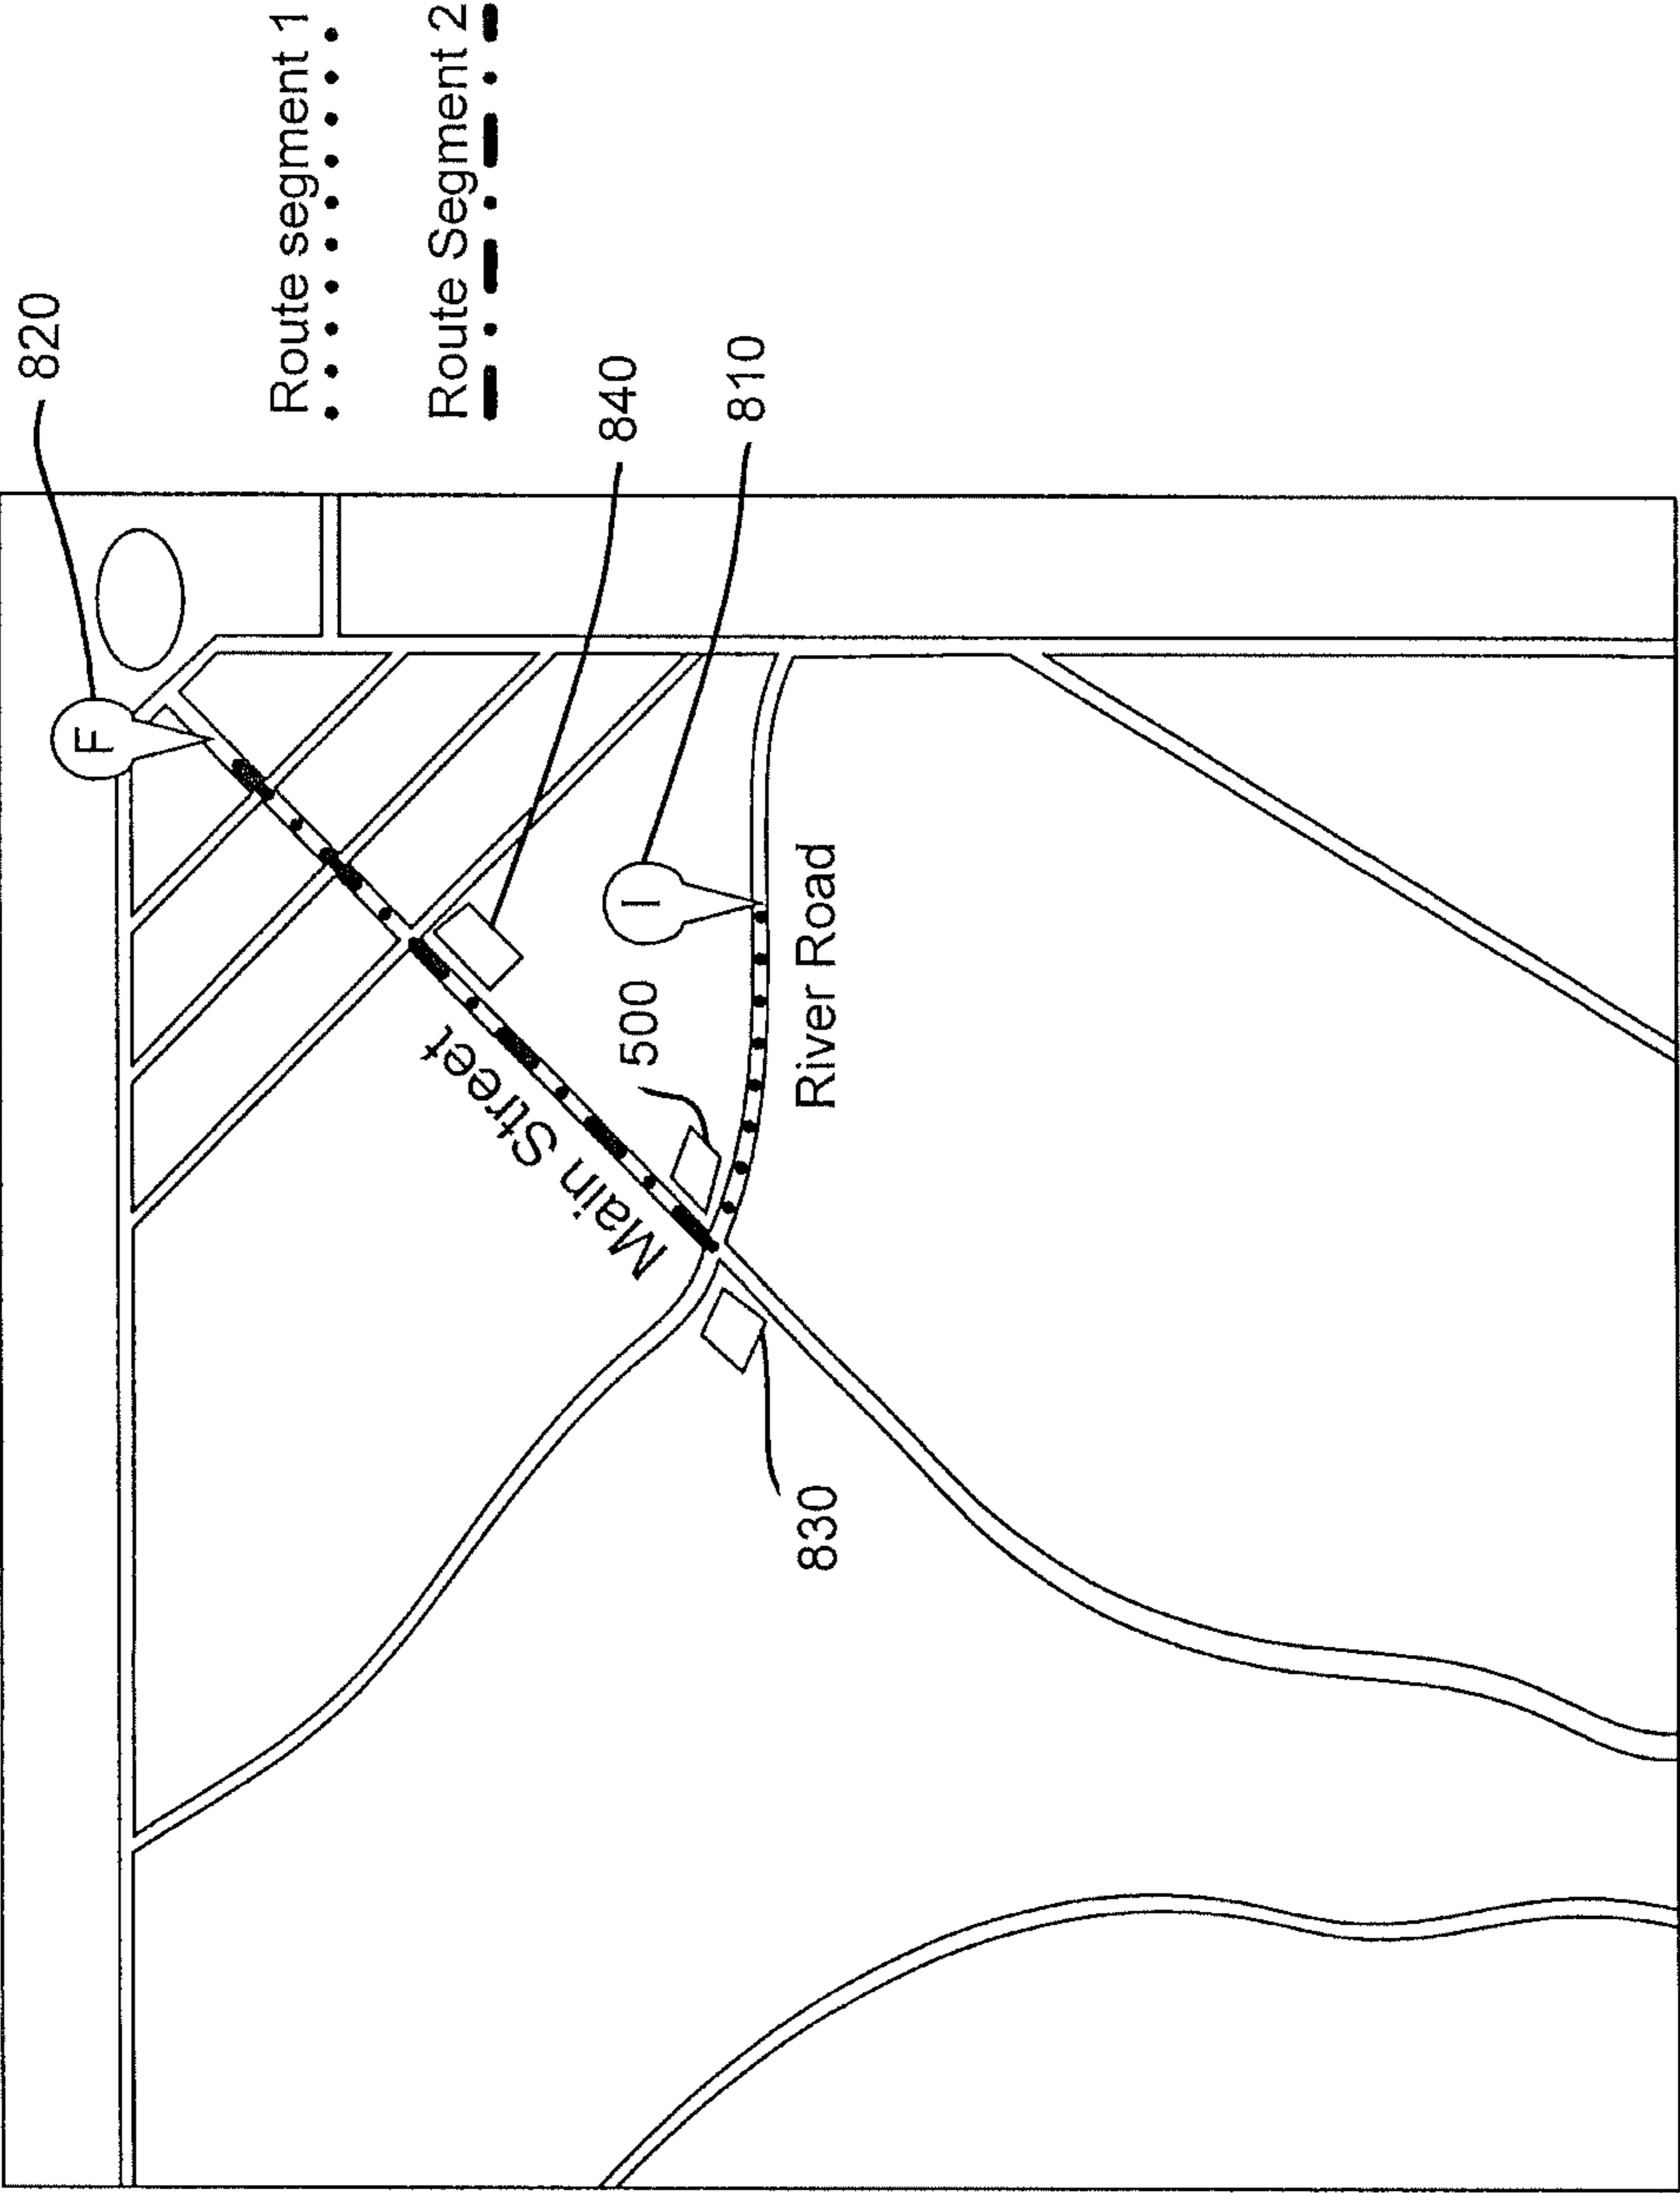 820
Route segment 1
Route Segment 2
840
810
F
I
500
Main Street
River Road
830